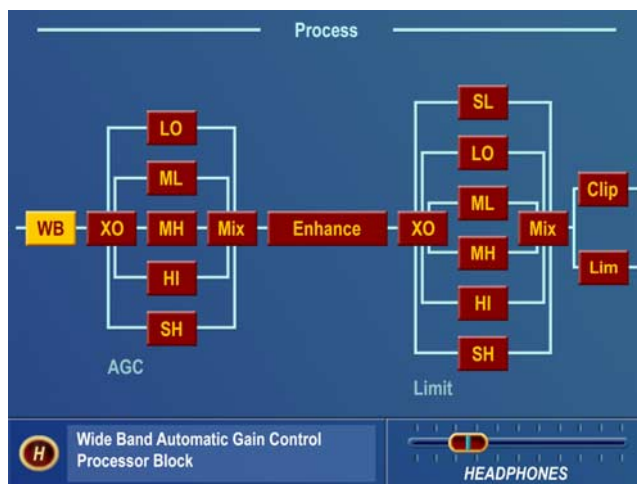 Process
WB
XO
LO
ML
MH
HI
SH
Mix
AGC
Enhance
XO
SL
LO
ML
MH
HI
SH
Mix
Limit
Clip
Lim
H
Wide Band Automatic Gain Control
Processor Block
HEADPHONES